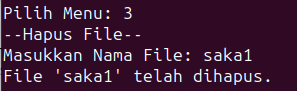 Pilih Menu: 3
--Hapus File--
Masukkan Nama File: saka1
File 'saka1' telah dihapus.